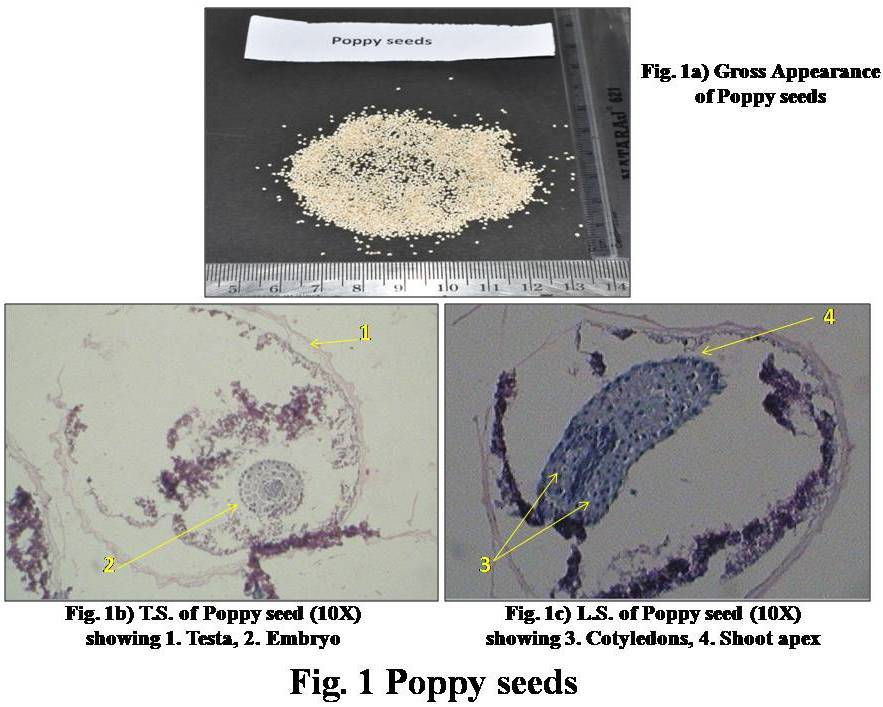 Poppy seeds
Fig. 1a) Gross Appearance
of Poppy seeds
NATARAJ 621
5 6 7 8 9 10 11 12 13 14
1
2
4
3
Fig. 1b) T.S. of Poppy seed (10X)
showing 1. Testa, 2. Embryo
Fig. 1c) L.S. of Poppy seed (10X)
showing 3. Cotyledons, 4. Shoot apex
Fig. 1 Poppy seeds